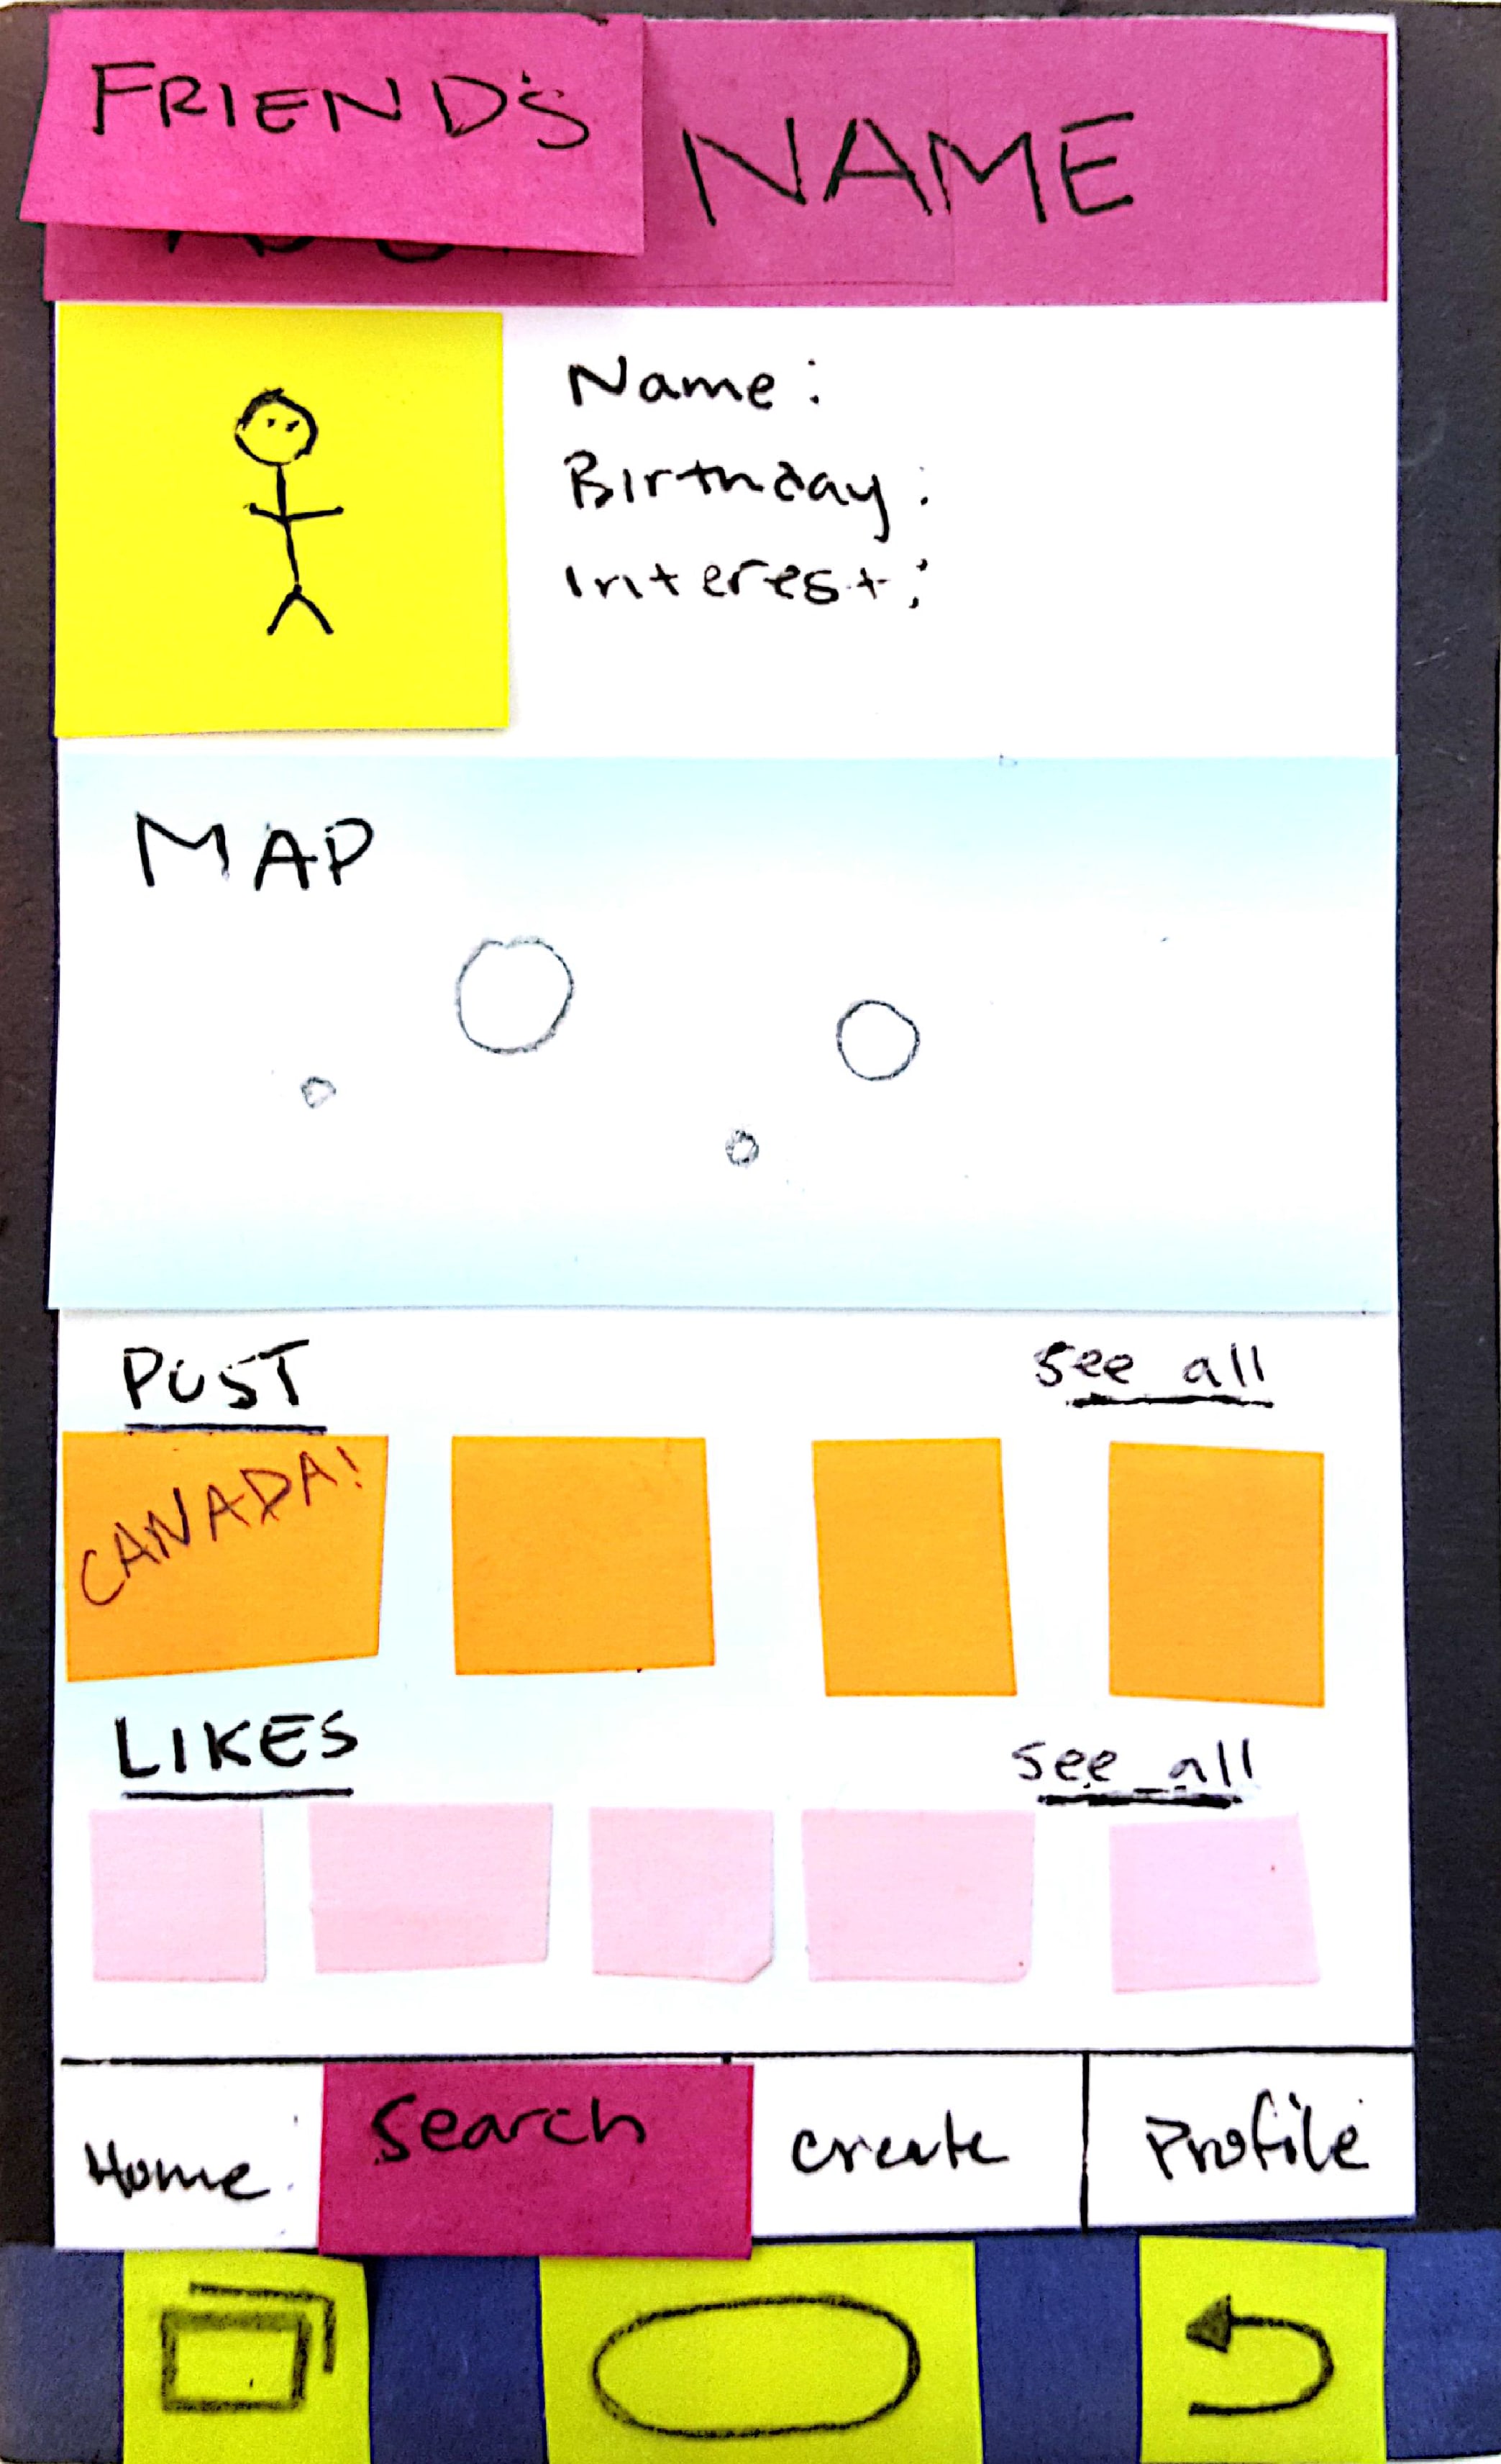 FRIEND'S NAME
Name:
Birthday:
Interest:
MAP
POST see all
CANADA!
LIKES see all
Home Search create Profile